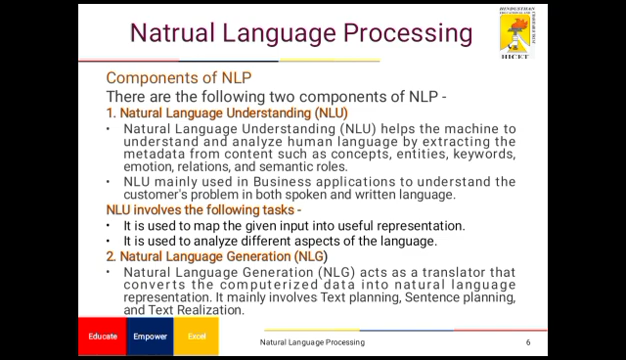 Natrual Language Processing
HICET
Components of NLP
There are the following two components of NLP -
1. Natural Language Understanding (NLU)
• Natural Language Understanding (NLU) helps the machine to
understand and analyze human language by extracting the
metadata from content such as concepts, entities, keywords,
emotion, relations, and semantic roles.
• NLU mainly used in Business applications to understand the
customer's problem in both spoken and written language.
NLU involves the following tasks -
• It is used to map the given input into useful representation.
• It is used to analyze different aspects of the language.
2. Natural Language Generation (NLG)
• Natural Language Generation (NLG) acts as a translator that
converts the computerized data into natural language
representation. It mainly involves Text planning, Sentence planning,
and Text Realization.
Educate Empower Excel
Natural Language Processing
6